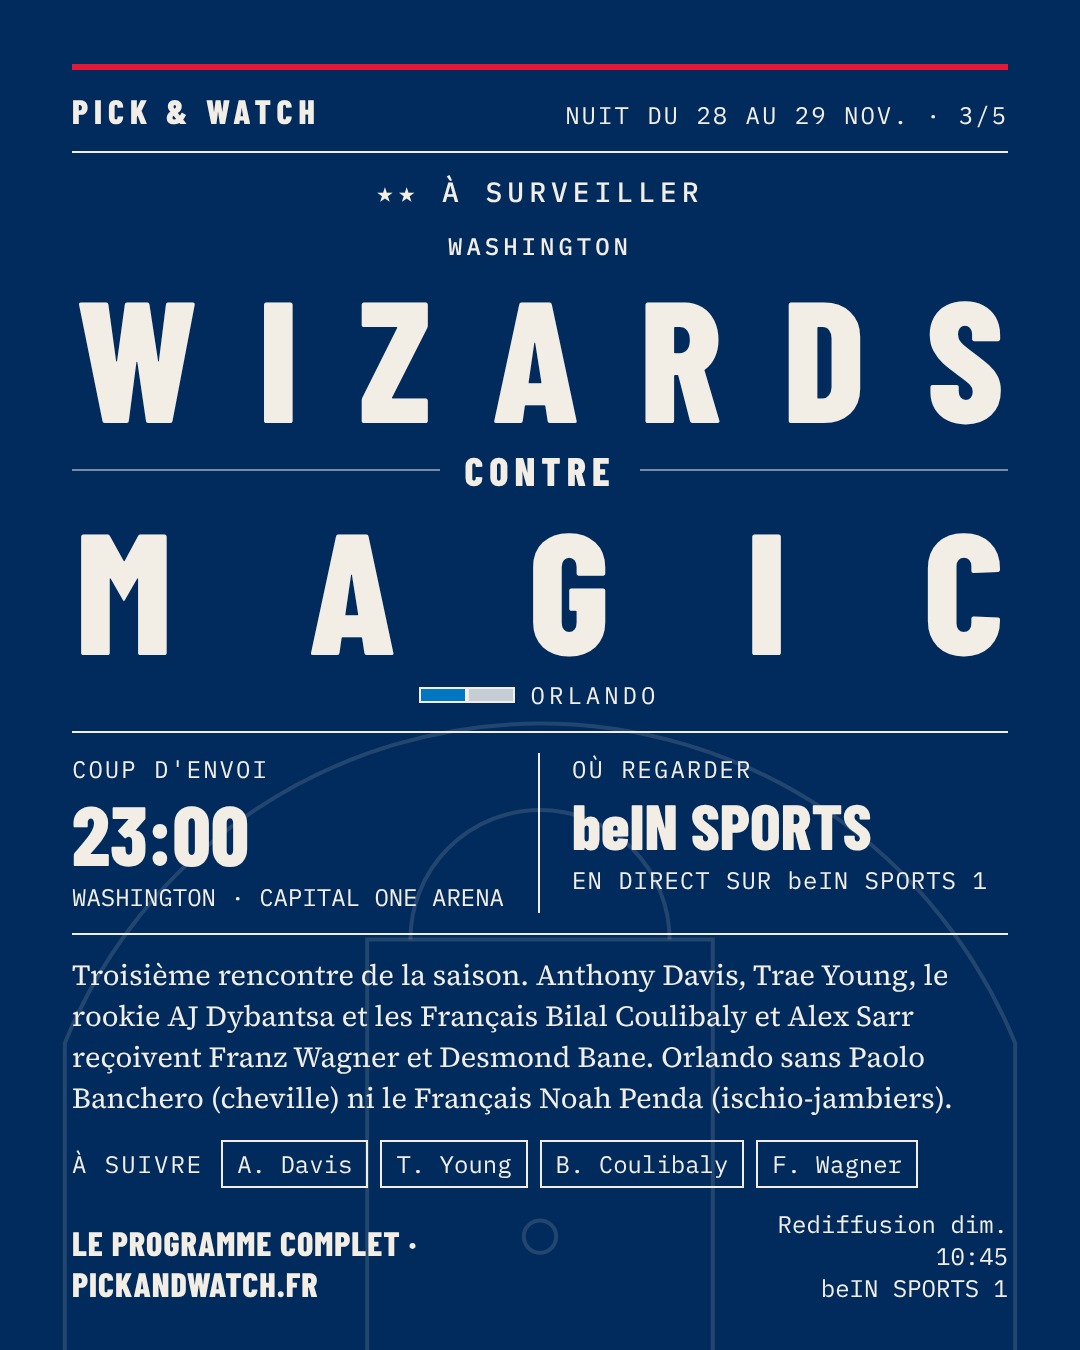 PICK & WATCH
NUIT DU 28 AU 29 NOV. · 3/5
★★ À SURVEILLER
WASHINGTON
WIZARDS
CONTRE
MAGIC
ORLANDO
COUP D'ENVOI
23:00
WASHINGTON · CAPITAL ONE ARENA
OÙ REGARDER
beIN SPORTS
EN DIRECT SUR beIN SPORTS 1
Troisième rencontre de la saison. Anthony Davis, Trae Young, le
rookie AJ Dybantsa et les Français Bilal Coulibaly et Alex Sarr
reçoivent Franz Wagner et Desmond Bane. Orlando sans Paolo
Banchero (cheville) ni le Français Noah Penda (ischio-jambiers).
À SUIVRE A. Davis T. Young B. Coulibaly F. Wagner
LE PROGRAMME COMPLET ·
PICKANDWATCH.FR
Rediffusion dim.
10:45
beIN SPORTS 1